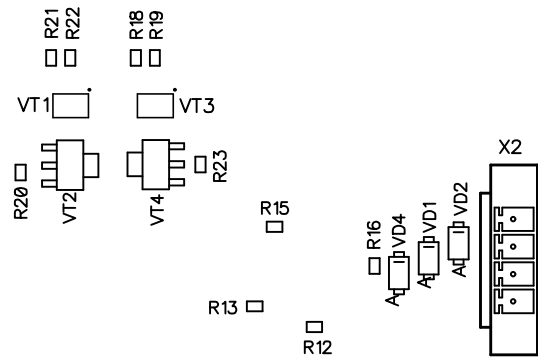 R21
R22
R18
R19
VT1
VT3
X2
R20
VT2
VT4
R23
R15
R16
VD4
VD1
VD2
A
A
A
R13
R12